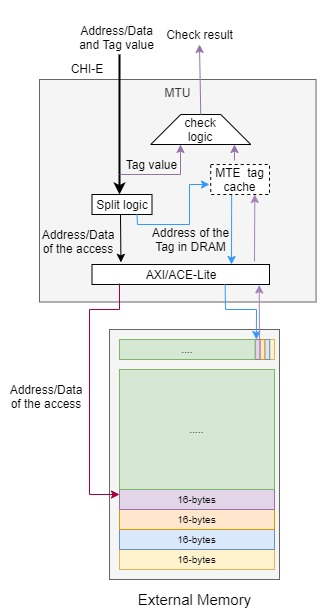 Address/Data
and Tag value
Check result
CHI-E
MTU
check
logic
Tag value
MTE tag
cache
Split logic
Address/Data
of the access
Address of the
Tag in DRAM
AXI/ACE-Lite
....
Address/Data
of the access
.....
16-bytes
16-bytes
16-bytes
16-bytes
External Memory